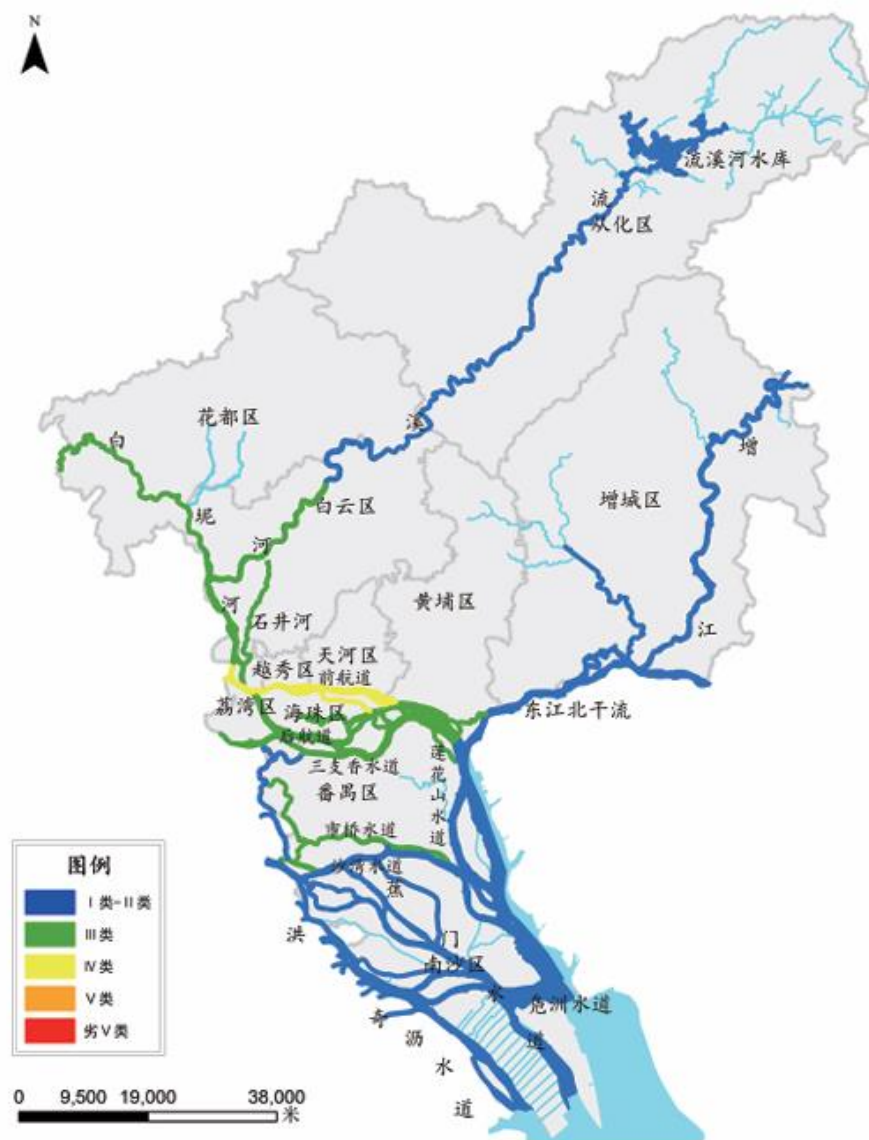 N
流溪河水库
流
从化区
溪
花都区
白
增
坭
白云区
增城区
河
河
石井河
黄埔区
江
天河区
越秀区
前航道
荔湾区
海珠区
后航道
东江北干流
三支香水道
番禺区
莲花山水道
市桥水道
沙湾水道
蕉
洪
门
南沙区
水
凫洲水道
奇
道
沥
水
道
图例
Ⅰ类-Ⅱ类
Ⅲ类
Ⅳ类
Ⅴ类
劣Ⅴ类
0 9,500 19,000 38,000
米